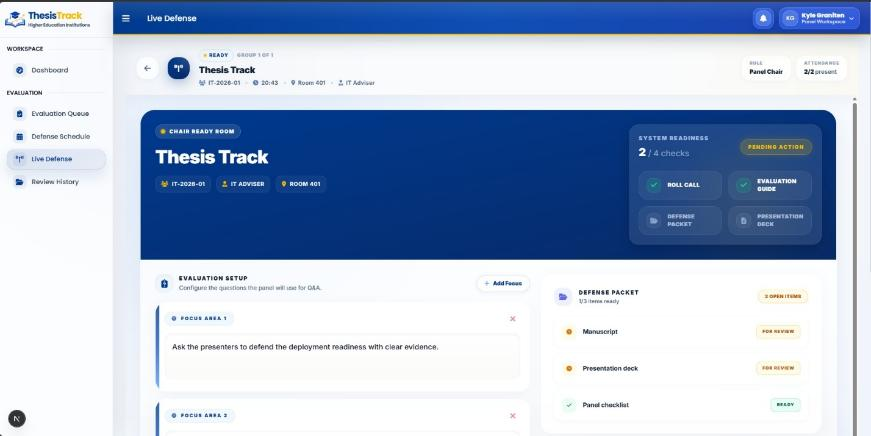 ThesisTrack
Higher Education Institutions
Live Defense
KG
Kyle Graniten
Panel Workspace
WORKSPACE
Dashboard
EVALUATION
Evaluation Queue
Defense Schedule
Live Defense
Review History
N
READY
GROUP 1 OF 1
Thesis Track
IT-2026-01 • 20:43 • Room 401 • IT Adviser
ROLE
Panel Chair
ATTENDANCE
2/2 present
CHAIR READY ROOM
Thesis Track
IT-2026-01
IT ADVISER
ROOM 401
SYSTEM READINESS
2 / 4 checks
PENDING ACTION
ROLL CALL
EVALUATION
GUIDE
DEFENSE
PACKET
PRESENTATION
DECK
EVALUATION SETUP
Configure the questions the panel will use for Q&A.
+ Add Focus
FOCUS AREA 1
Ask the presenters to defend the deployment readiness with clear evidence.
FOCUS AREA 2
DEFENSE PACKET
1/3 items ready
2 OPEN ITEMS
Manuscript
FOR REVIEW
Presentation deck
FOR REVIEW
Panel checklist
READY